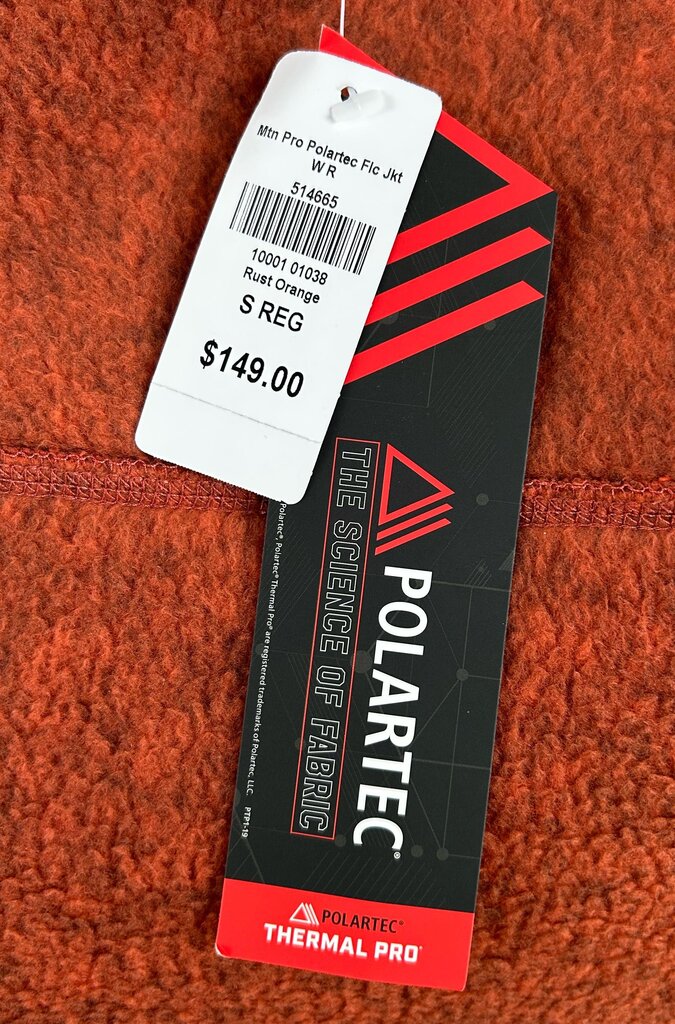 Mtn Pro Polartec Flc Jkt
W R
514665
10001 01038
Rust Orange
S REG
$149.00
POLARTEC®
THE SCIENCE OF FABRIC
Polartec®, Polartec® Thermal Pro® are registered trademarks of Polartec, LLC. PTP1-19
POLARTEC®
THERMAL PRO®